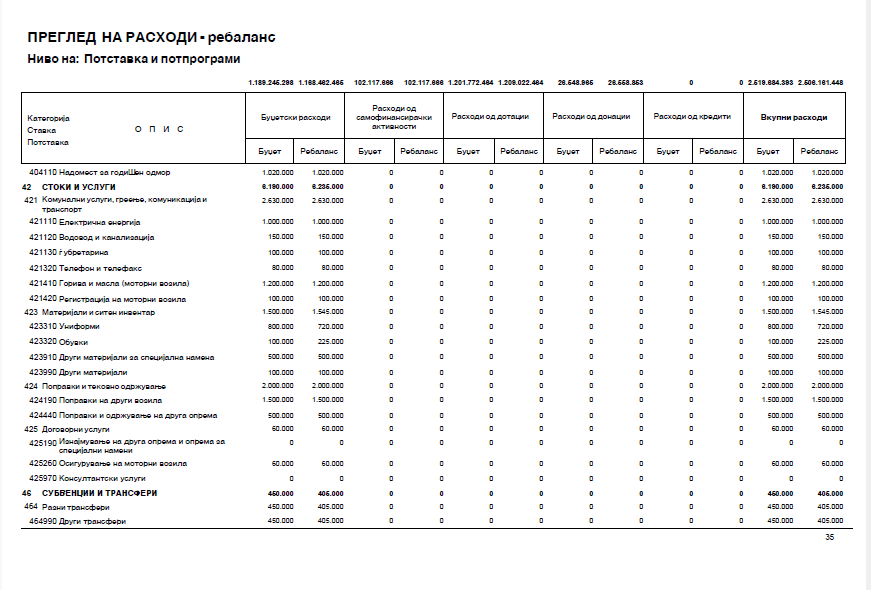 ПРЕГЛЕД НА РАСХОДИ - ребаланс
Ниво на: Потставка и потпрограми
1.189.245.298 1.168.462.465 102.117.666 102.117.666 1.201.772.464 1.209.022.464 26.548.965 26.558.853 0 0 2.519.684.393 2.506.161.448
Категорија
Ставка
Потставка
О П И С
Буџетски расходи
Расходи од самофинансирачки активности
Расходи од дотации
Расходи од донации
Расходи од кредити
Вкупни расходи
Буџет Ребаланс Буџет Ребаланс Буџет Ребаланс Буџет Ребаланс Буџет Ребаланс Буџет Ребаланс
404110 Надомест за годиШен одмор 1.020.000 1.020.000 0 0 0 0 0 0 0 0 1.020.000 1.020.000
42 СТОКИ И УСЛУГИ 6.190.000 6.235.000 0 0 0 0 0 0 0 0 6.190.000 6.235.000
421 Комунални услуги, греење, комуникација и транспорт 2.630.000 2.630.000 0 0 0 0 0 0 0 0 2.630.000 2.630.000
421110 Електрична енергија 1.000.000 1.000.000 0 0 0 0 0 0 0 0 1.000.000 1.000.000
421120 Водовод и канализација 150.000 150.000 0 0 0 0 0 0 0 0 150.000 150.000
421130 ѓубретарина 100.000 100.000 0 0 0 0 0 0 0 0 100.000 100.000
421320 Телефон и телефакс 80.000 80.000 0 0 0 0 0 0 0 0 80.000 80.000
421410 Горива и масла (моторни возила) 1.200.000 1.200.000 0 0 0 0 0 0 0 0 1.200.000 1.200.000
421420 Регистрација на моторни возила 100.000 100.000 0 0 0 0 0 0 0 0 100.000 100.000
423 Материјали и ситен инвентар 1.500.000 1.545.000 0 0 0 0 0 0 0 0 1.500.000 1.545.000
423310 Униформи 800.000 720.000 0 0 0 0 0 0 0 0 800.000 720.000
423320 Обувки 100.000 225.000 0 0 0 0 0 0 0 0 100.000 225.000
423910 Други материјали за специјална намена 500.000 500.000 0 0 0 0 0 0 0 0 500.000 500.000
423990 Други материјали 100.000 100.000 0 0 0 0 0 0 0 0 100.000 100.000
424 Поправки и тековно одржување 2.000.000 2.000.000 0 0 0 0 0 0 0 0 2.000.000 2.000.000
424190 Поправки на други возила 1.500.000 1.500.000 0 0 0 0 0 0 0 0 1.500.000 1.500.000
424440 Поправки и одржување на друга опрема 500.000 500.000 0 0 0 0 0 0 0 0 500.000 500.000
425 Договорни услуги 60.000 60.000 0 0 0 0 0 0 0 0 60.000 60.000
425190 Изнајмување на друга опрема и опрема за специјални намени 0 0 0 0 0 0 0 0 0 0 0 0
425260 Осигурување на моторни возила 60.000 60.000 0 0 0 0 0 0 0 0 60.000 60.000
425970 Консултантски услуги 0 0 0 0 0 0 0 0 0 0 0 0
46 СУБВЕНЦИИ И ТРАНСФЕРИ 450.000 405.000 0 0 0 0 0 0 0 0 450.000 405.000
464 Разни трансфери 450.000 405.000 0 0 0 0 0 0 0 0 450.000 405.000
464990 Други трансфери 450.000 405.000 0 0 0 0 0 0 0 0 450.000 405.000
35